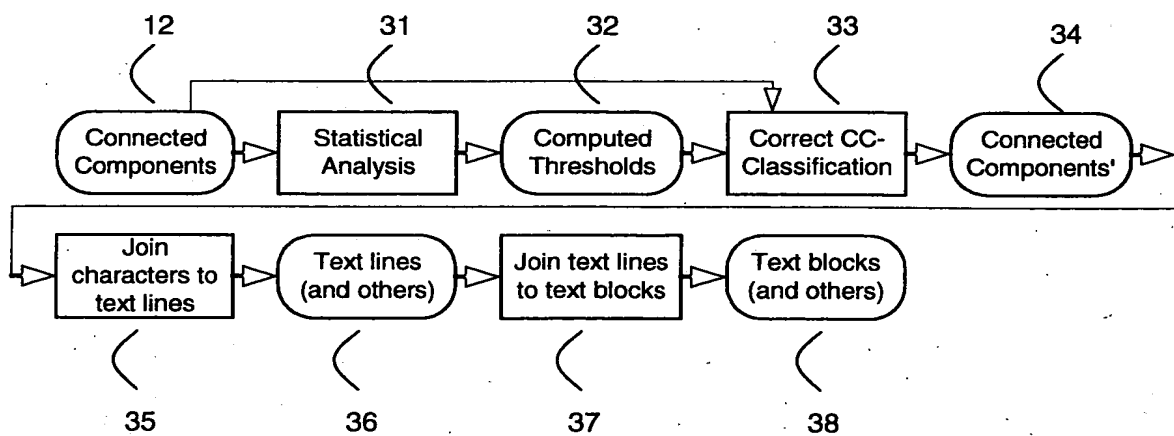 12 31 32 33 34
Connected
Components
Statistical
Analysis
Computed
Thresholds
Correct CC-
Classification
Connected
Components'
Join
characters to
text lines
Text lines
(and others)
Join text lines
to text blocks
Text blocks
(and others)
35 36 37 38